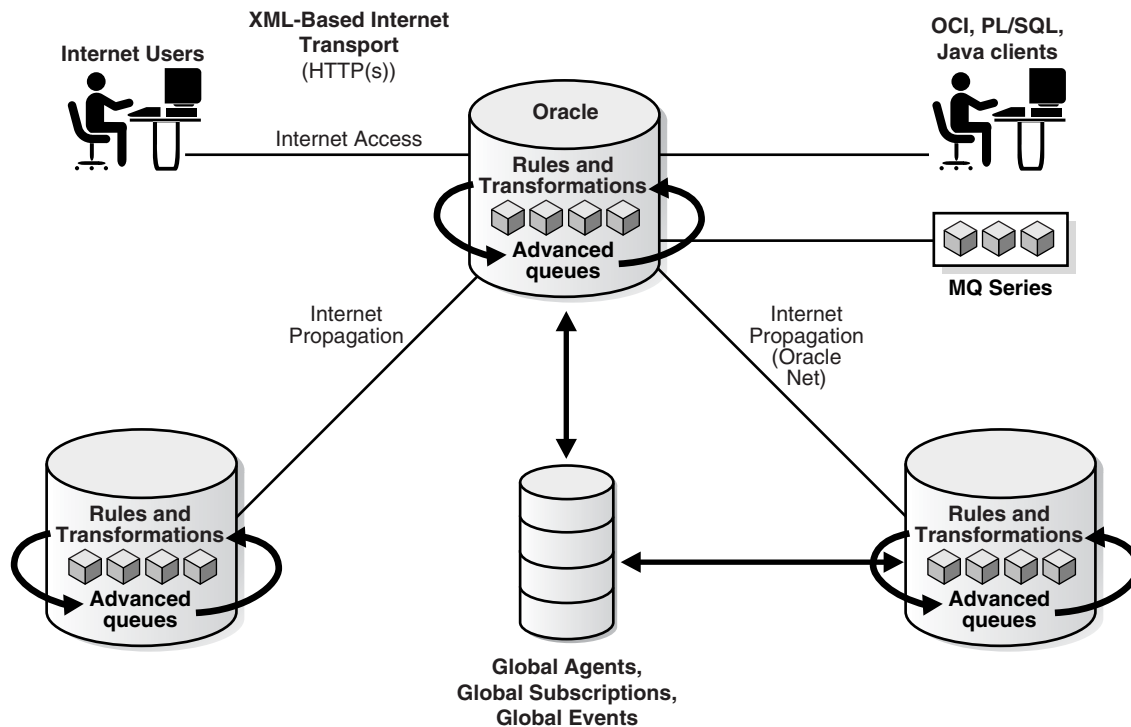 XML-Based Internet
Transport
(HTTP(s))
Internet Users
OCI, PL/SQL,
Java clients
Oracle
Internet Access
Rules and
Transformations
Advanced
queues
MQ Series
Internet
Propagation
Internet
Propagation
(Oracle
Net)
Rules and
Transformations
Advanced
queues
Rules and
Transformations
Advanced
queues
Global Agents,
Global Subscriptions,
Global Events